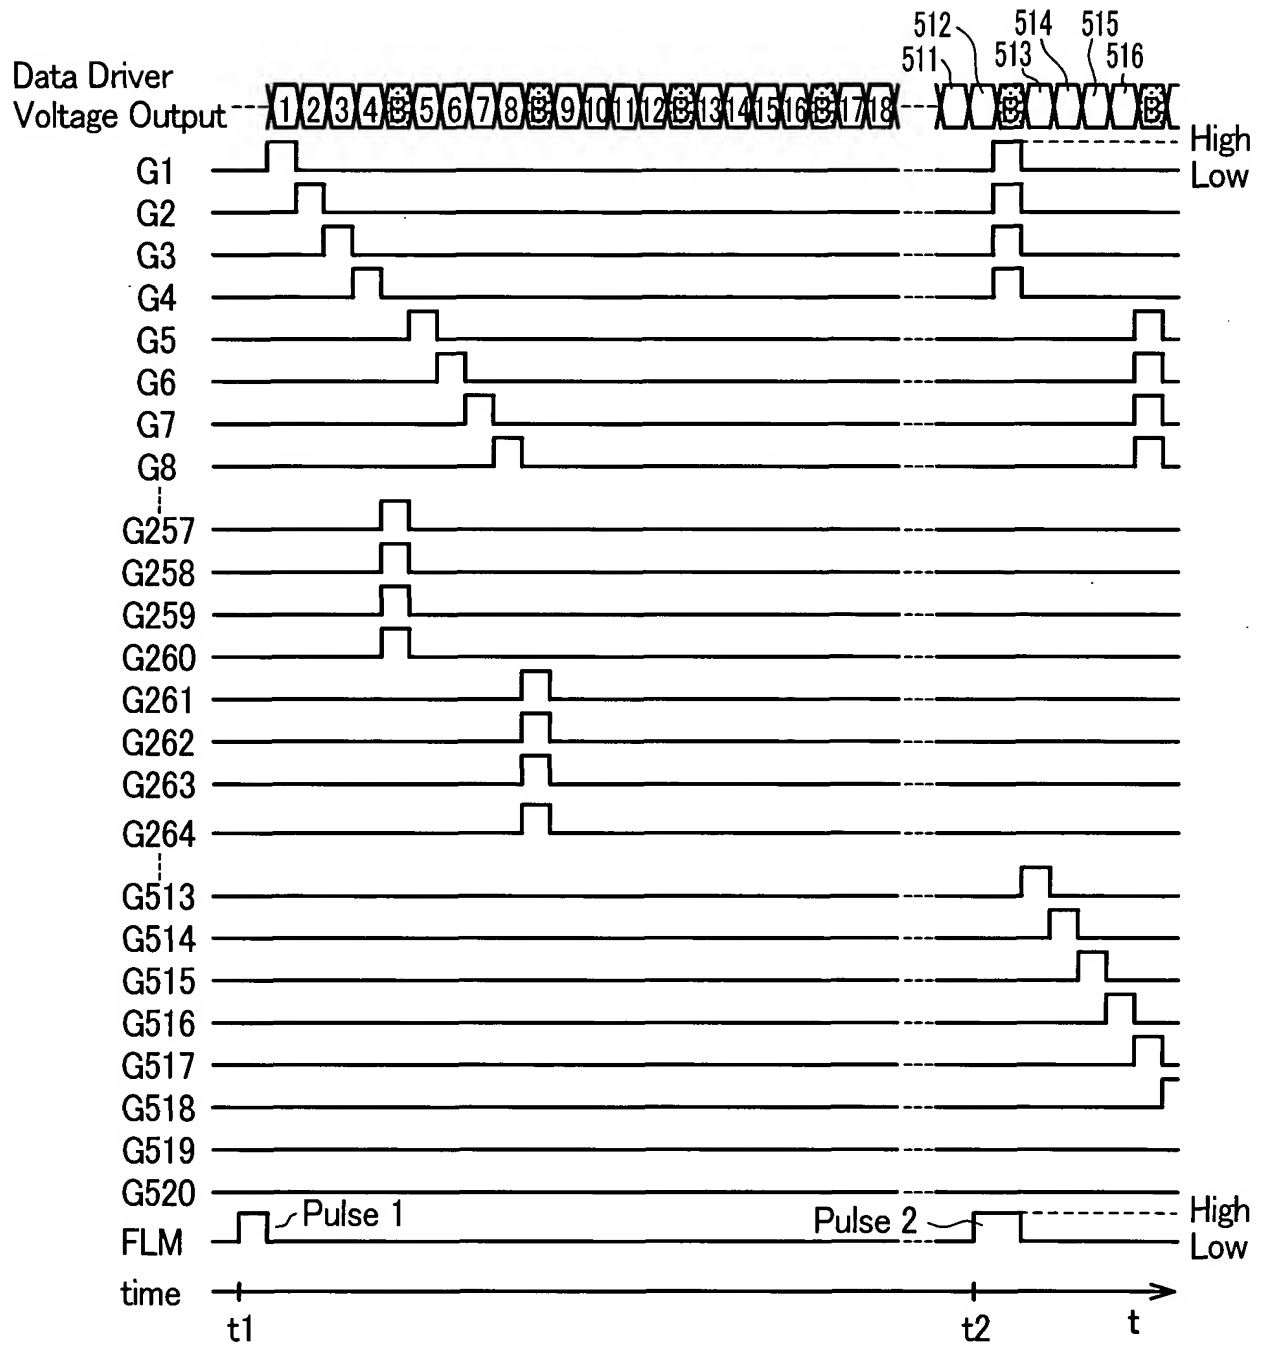 512
514
515
511
513
516
Data Driver
Voltage Output
1 2 3 4 B 5 6 7 8 B 9 10 11 12 B 13 14 15 16 B 17 18 B B
High
G1
Low
G2
G3
G4
G5
G6
G7
G8
G257
G258
G259
G260
G261
G262
G263
G264
G513
G514
G515
G516
G517
G518
G519
G520
Pulse 1
Pulse 2
High
FLM
Low
time
t1
t2
t